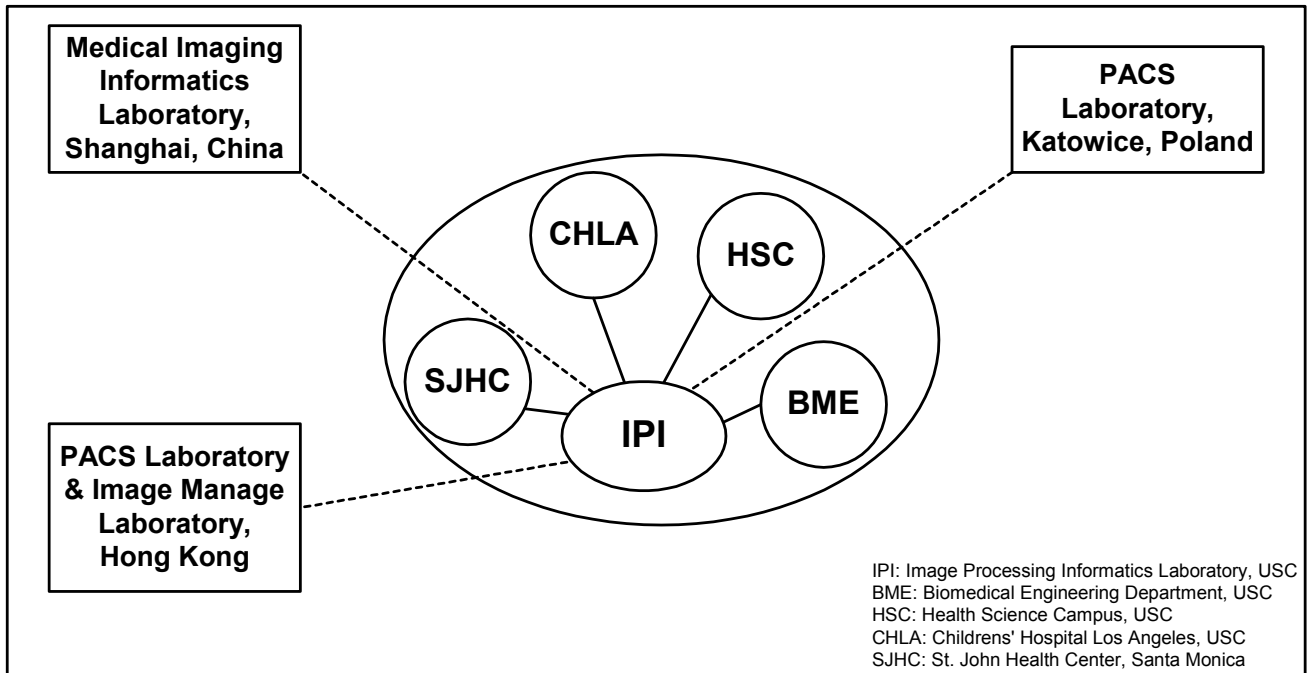 Medical Imaging
Informatics
Laboratory,
Shanghai, China
PACS
Laboratory,
Katowice, Poland
CHLA
HSC
SJHC
IPI
BME
PACS Laboratory
& Image Manage
Laboratory,
Hong Kong
IPI: Image Processing Informatics Laboratory, USC
BME: Biomedical Engineering Department, USC
HSC: Health Science Campus, USC
CHLA: Childrens' Hospital Los Angeles, USC
SJHC: St. John Health Center, Santa Monica